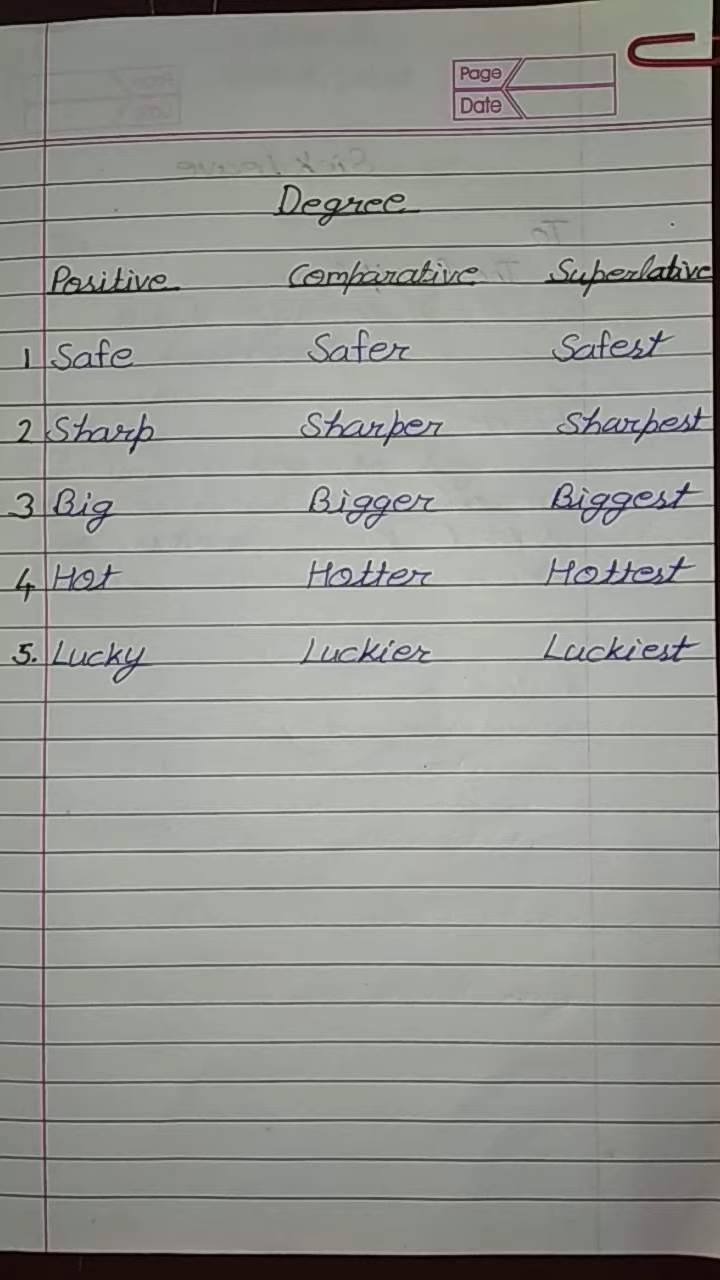 Page
Date
Degree
Positive Comparative Superlative
1 Safe Safer Safest
2 Sharp Sharper Sharpest
3 Big Bigger Biggest
4 Hot Hotter Hottest
5. Lucky Luckier Luckiest